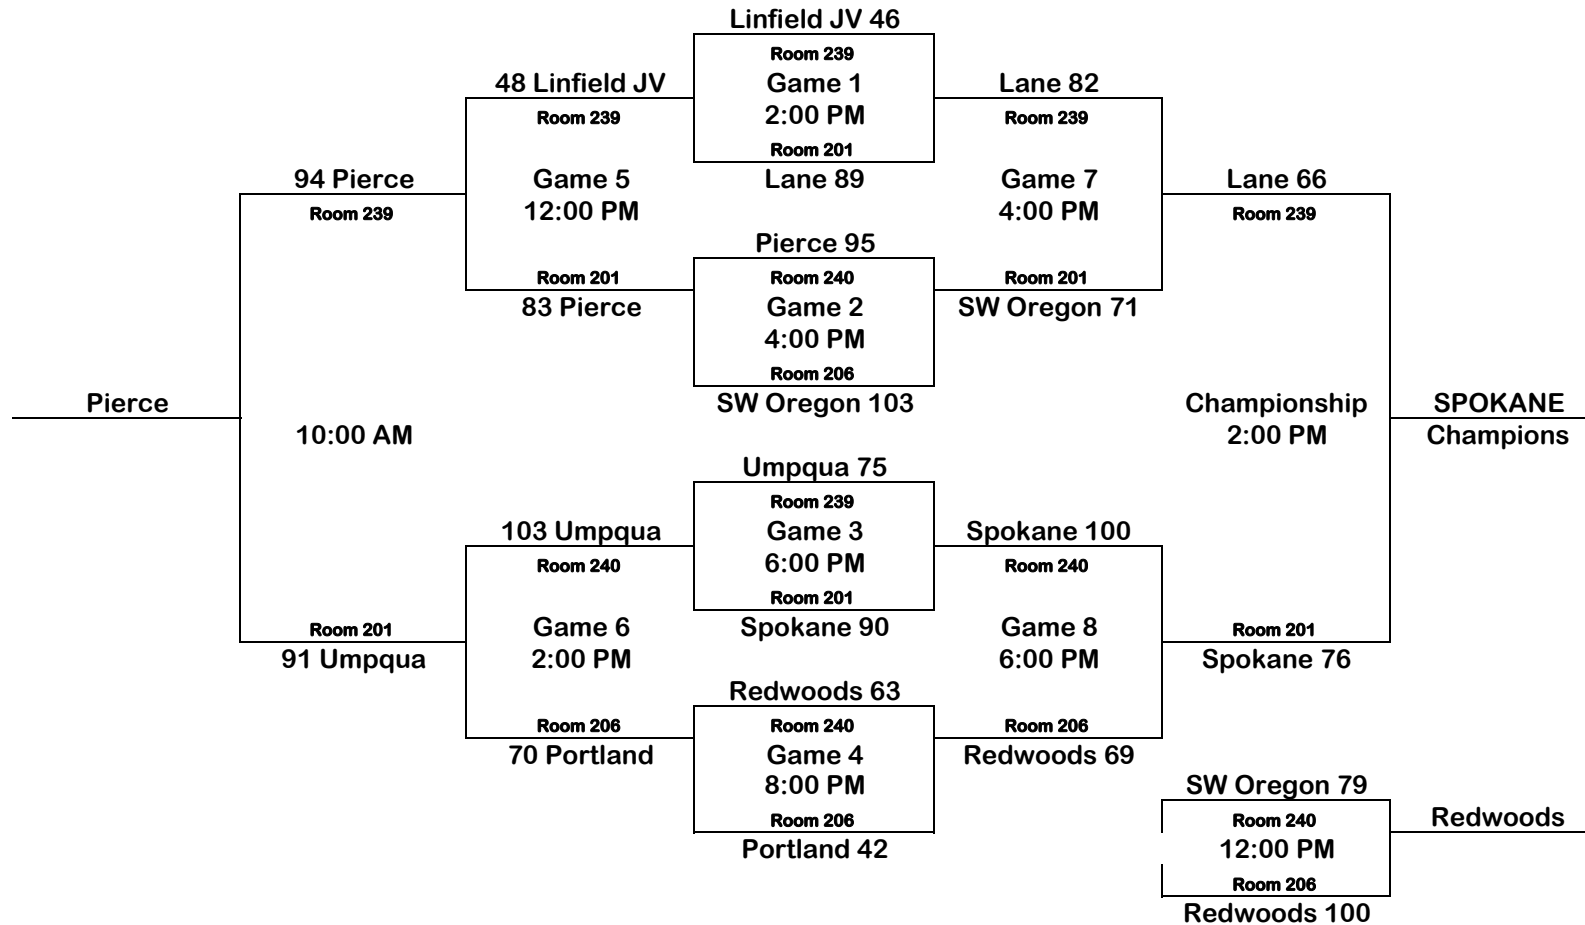 Linfield JV 46
Room 239
48 Linfield JV
Game 1
Lane 82
Room 239
2:00 PM
Room 239
Room 201
94 Pierce
Game 5
Lane 89
Game 7
Lane 66
Room 239
12:00 PM
4:00 PM
Room 239
Pierce 95
Room 201
Room 240
Room 201
83 Pierce
Game 2
SW Oregon 71
4:00 PM
Room 206
Pierce
SW Oregon 103
Championship
SPOKANE
10:00 AM
2:00 PM
Champions
Umpqua 75
Room 239
103 Umpqua
Game 3
Spokane 100
Room 240
6:00 PM
Room 240
Room 201
Room 201
Game 6
Spokane 90
Game 8
Room 201
91 Umpqua
2:00 PM
6:00 PM
Spokane 76
Redwoods 63
Room 206
Room 240
Room 206
70 Portland
Game 4
Redwoods 69
8:00 PM
SW Oregon 79
Room 206
Room 240
Redwoods
Portland 42
12:00 PM
Room 206
Redwoods 100